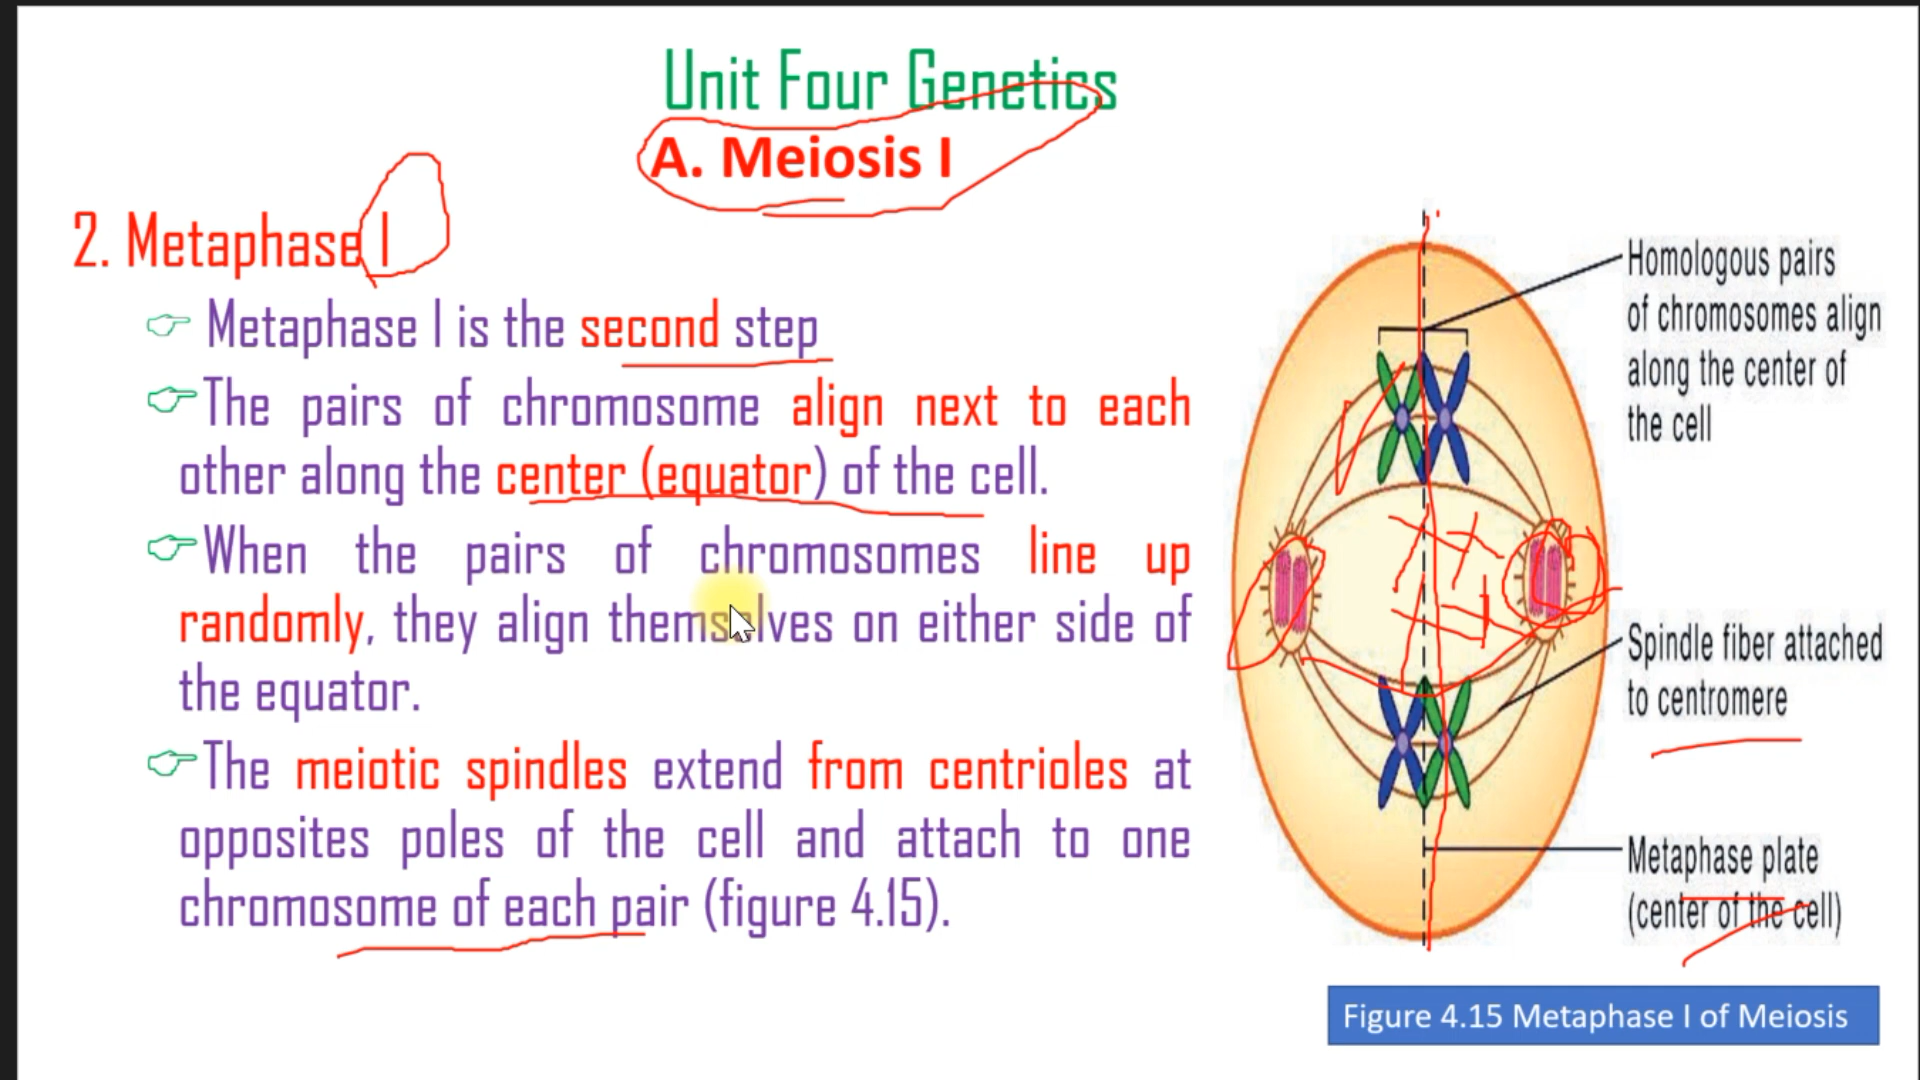 Unit Four Genetics
A. Meiosis I
2. Metaphase I
Metaphase I is the second step
The pairs of chromosome align next to each
other along the center (equator) of the cell.
When the pairs of chromosomes line up
randomly, they align themselves on either side of
the equator.
The meiotic spindles extend from centrioles at
opposites poles of the cell and attach to one
chromosome of each pair (figure 4.15).
Homologous pairs
of chromosomes align
along the center of
the cell
Spindle fiber attached
to centromere
Metaphase plate
(center of the cell)
Figure 4.15 Metaphase I of Meiosis